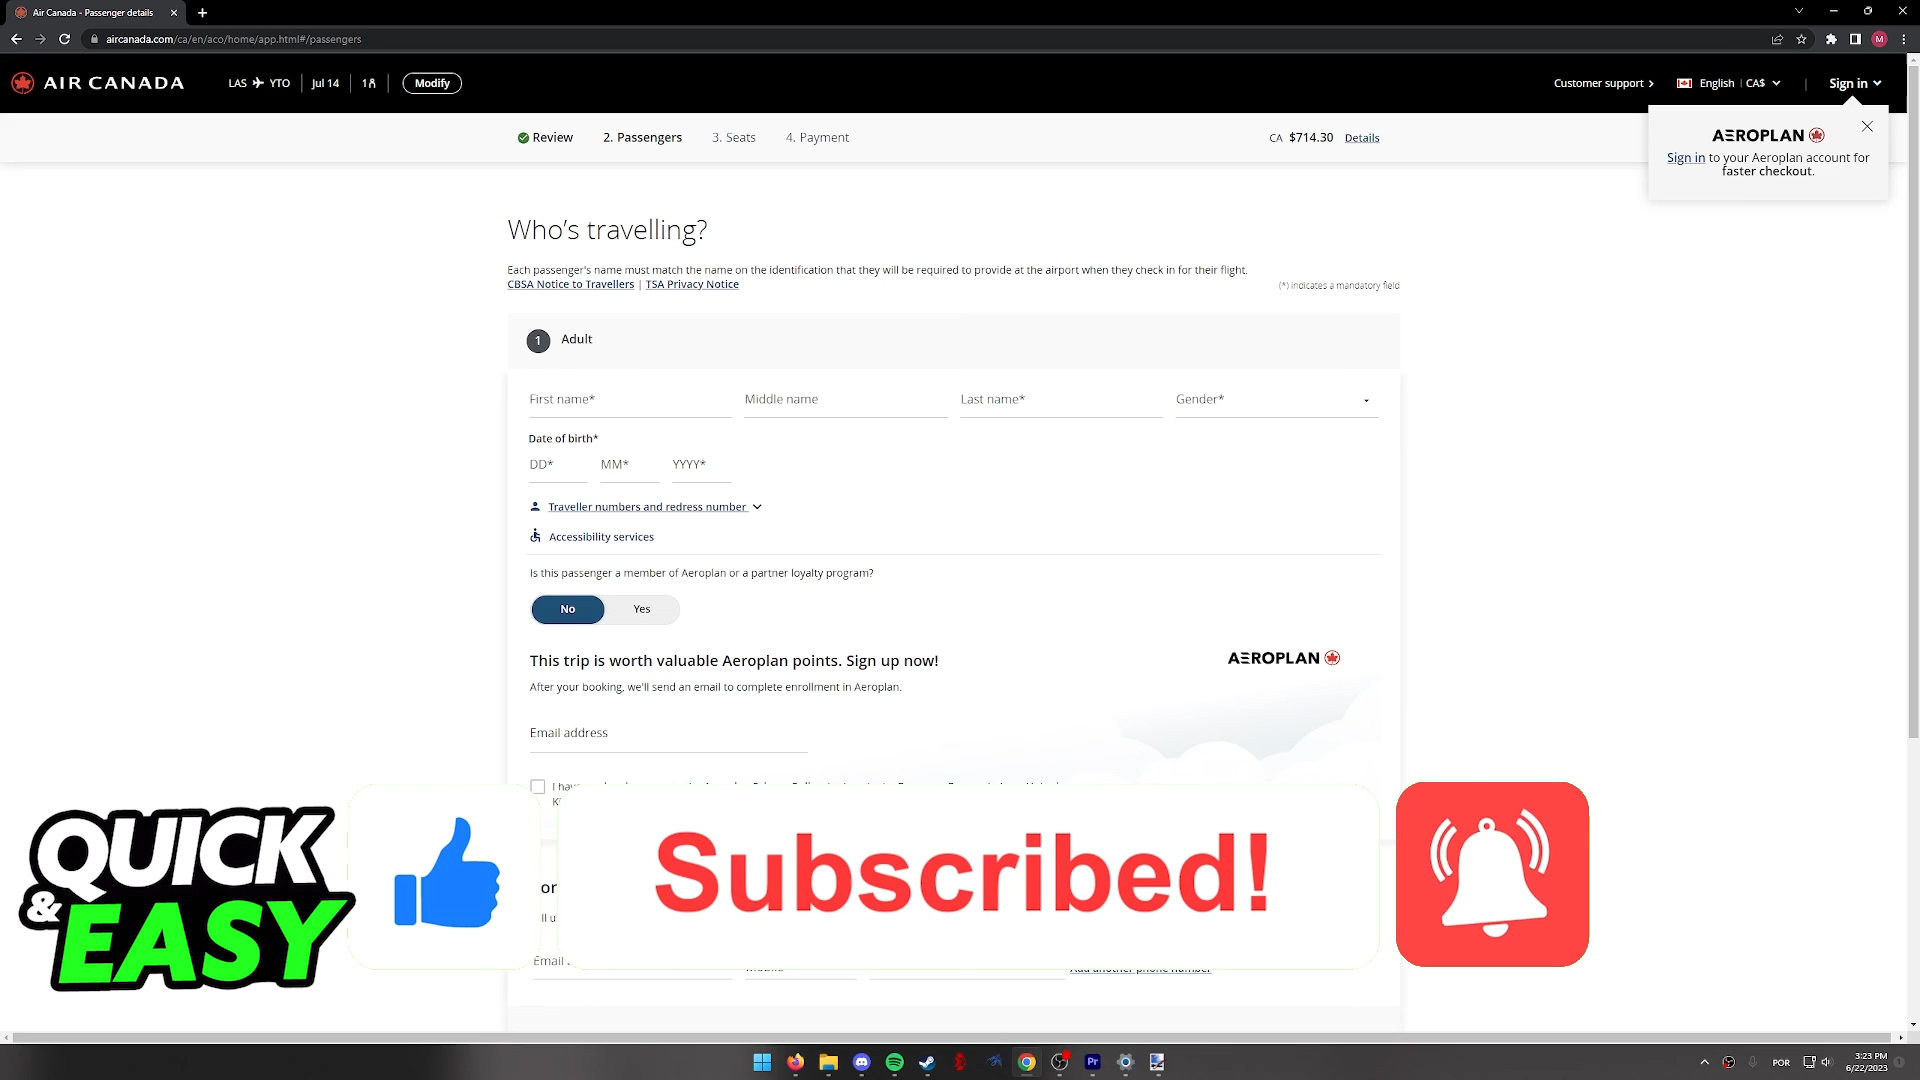 Air Canada - Passenger details
aircanada.com/ca/en/aco/home/app.html#/passengers
M
AIR CANADA
LAS YTO Jul 14 1 Modify
Customer support English CA$ Sign in
Review 2. Passengers 3. Seats 4. Payment
CA $714.30 Details
AEROPLAN
Sign in to your Aeroplan account for
faster checkout.
Who's travelling?
Each passenger's name must match the name on the identification that they will be required to provide at the airport when they check in for their flight.
CBSA Notice to Travellers | TSA Privacy Notice
(*) indicates a mandatory field
1 Adult
First name* Middle name Last name* Gender*
Date of birth*
DD* MM* YYYY*
Traveller numbers and redress number
Accessibility services
Is this passenger a member of Aeroplan or a partner loyalty program?
No Yes
This trip is worth valuable Aeroplan points. Sign up now!
AEROPLAN
After your booking, we'll send an email to complete enrollment in Aeroplan.
Email address
QUICK
& EASY
Subscribed!
Email
Add another phone number
Pr
POR
3:23 PM
6/22/2023